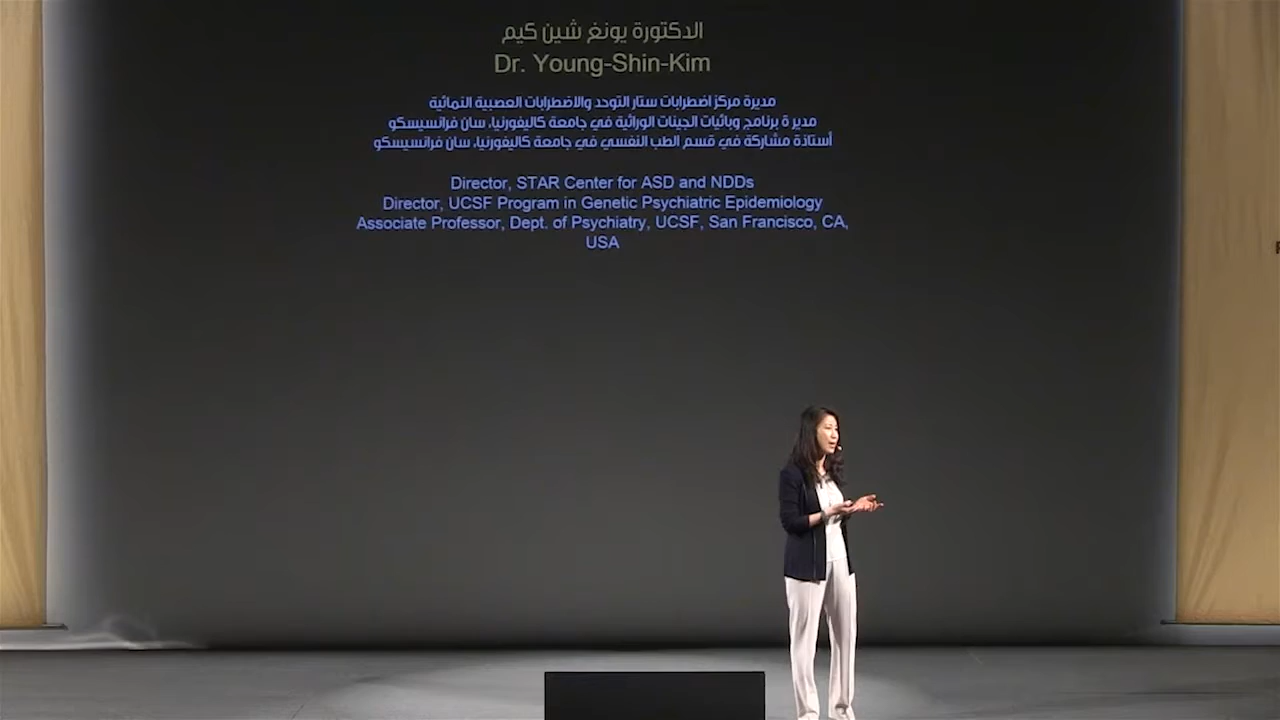 الدكتورة يونغ شين كيم
Dr. Young-Shin-Kim
مديرة مركز اضطرابات ستار التوحد والاضطرابات العصبية النمائية
مديرة برنامج وبائيات الجينات الوراثية في جامعة كاليفورنيا، سان فرانسيسكو
أستاذة مشاركة في قسم الطب النفسي في جامعة كاليفورنيا، سان فرانسيسكو
Director, STAR Center for ASD and NDDs
Director, UCSF Program in Genetic Psychiatric Epidemiology
Associate Professor, Dept. of Psychiatry, UCSF, San Francisco, CA,
USA